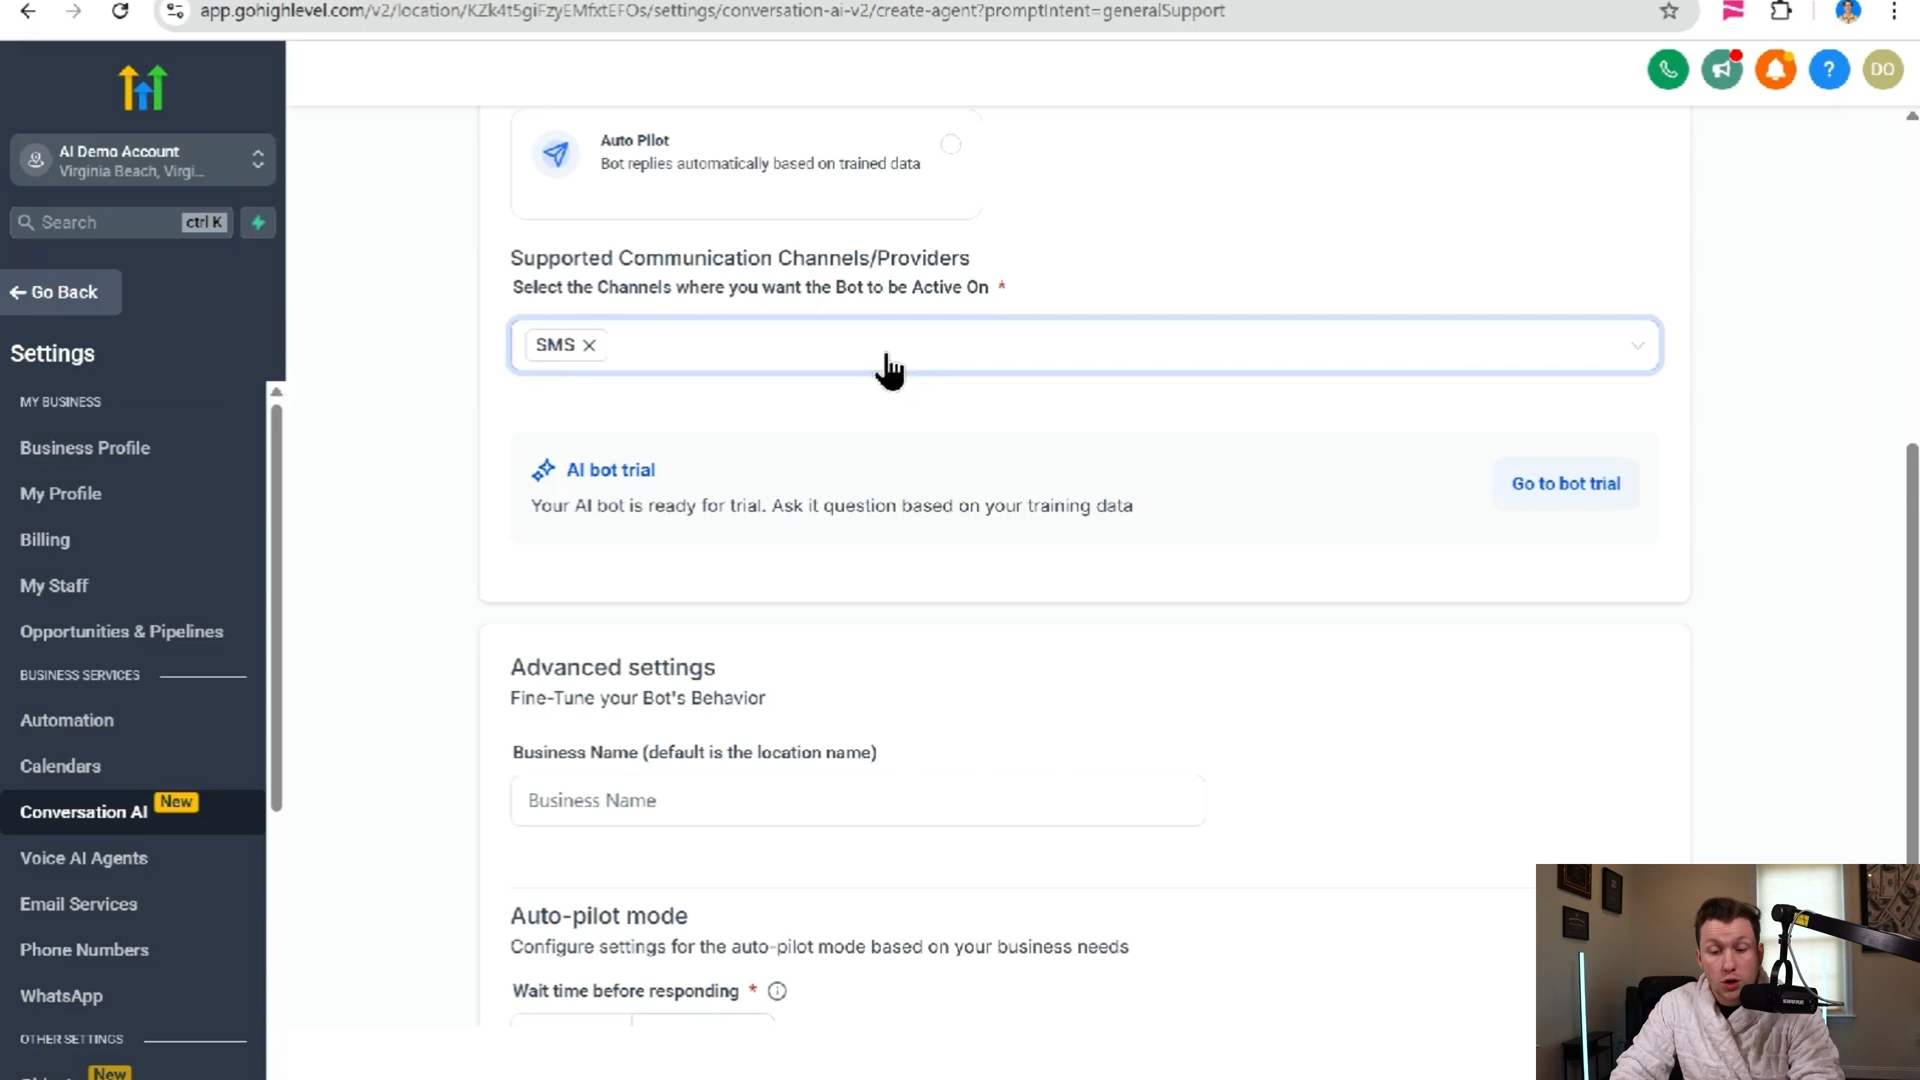 app.gohighlevel.com/v2/location/KZk4t5giFzyEMfxtEFOs/settings/conversation-ai-v2/create-agent?promptIntent=generalSupport
DO
AI Demo Account
Virginia Beach, Virgi...
Search
ctrl K
Go Back
Settings
MY BUSINESS
Business Profile
My Profile
Billing
My Staff
Opportunities & Pipelines
BUSINESS SERVICES
Automation
Calendars
Conversation AI
New
Voice AI Agents
Email Services
Phone Numbers
WhatsApp
OTHER SETTINGS
New
Auto Pilot
Bot replies automatically based on trained data
Supported Communication Channels/Providers
Select the Channels where you want the Bot to be Active On *
SMS
AI bot trial
Your AI bot is ready for trial. Ask it question based on your training data
Go to bot trial
Advanced settings
Fine-Tune your Bot's Behavior
Business Name (default is the location name)
Business Name
Auto-pilot mode
Configure settings for the auto-pilot mode based on your business needs
Wait time before responding *